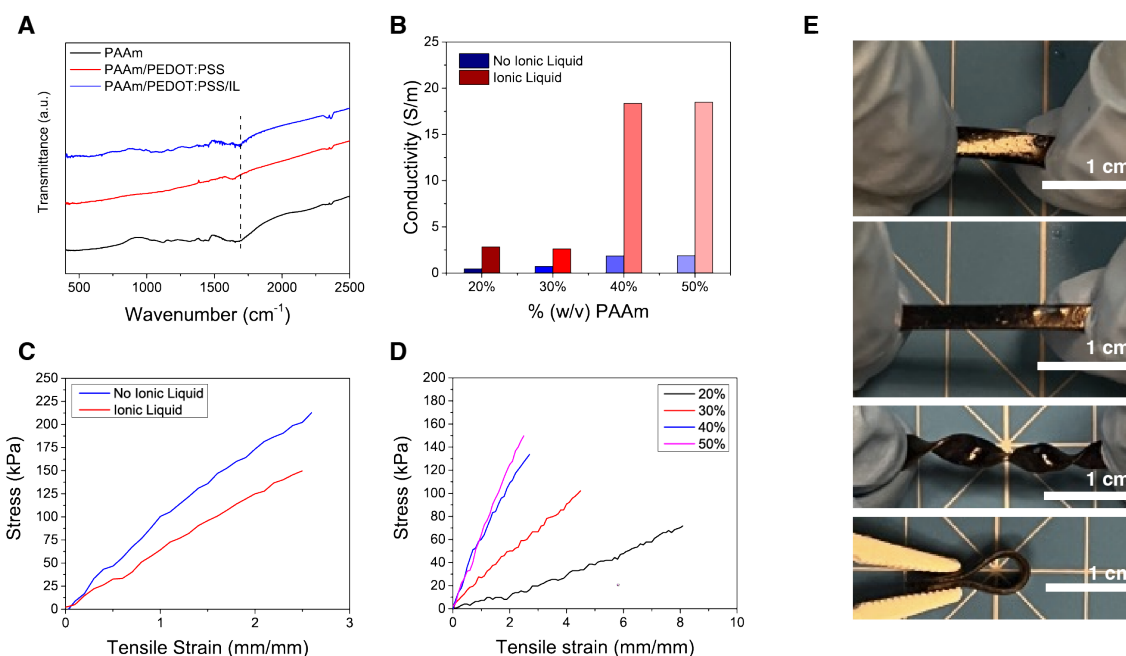 A
PAAm
PAAm/PEDOT:PSS
PAAm/PEDOT:PSS/IL
Transmittance (a.u.)
500 1000 1500 2000 2500
Wavenumber (cm⁻¹)
B
No Ionic Liquid
Ionic Liquid
Conductivity (S/m)
25
20
15
10
5
0
20% 30% 40% 50%
% (w/v) PAAm
E
1 cm
1 cm
1 cm
1 cm
C
No Ionic Liquid
Ionic Liquid
Stress (kPa)
250
225
200
175
150
125
100
75
50
25
0
0 1 2 3
Tensile Strain (mm/mm)
D
20%
30%
40%
50%
Stress (kPa)
200
180
160
140
120
100
80
60
40
20
0
0 2 4 6 8 10
Tensile strain (mm/mm)